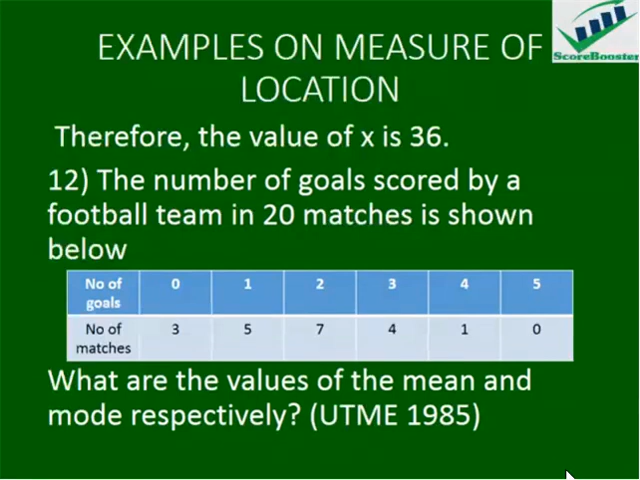 ScoreBooster
EXAMPLES ON MEASURE OF
LOCATION
Therefore, the value of x is 36.
12) The number of goals scored by a
football team in 20 matches is shown
below
No of goals 0 1 2 3 4 5
No of matches 3 5 7 4 1 0
What are the values of the mean and
mode respectively? (UTME 1985)